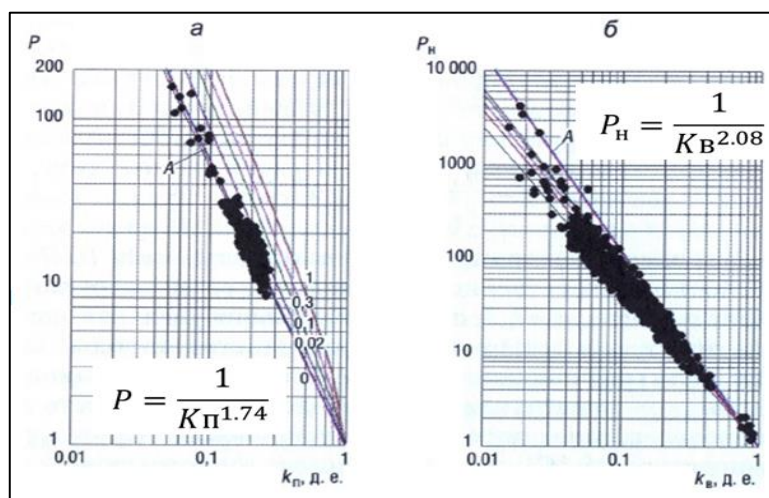 а
P
200
100
10
1
0,01
0,1
1
kп, д. е.
A
1
0,3
0,1
0,02
0
P = 1 / Kп^1.74
б
Pн
10 000
1000
100
10
1
0.01
0.1
1
kв, д. е.
A
Pн = 1 / Kв^2.08